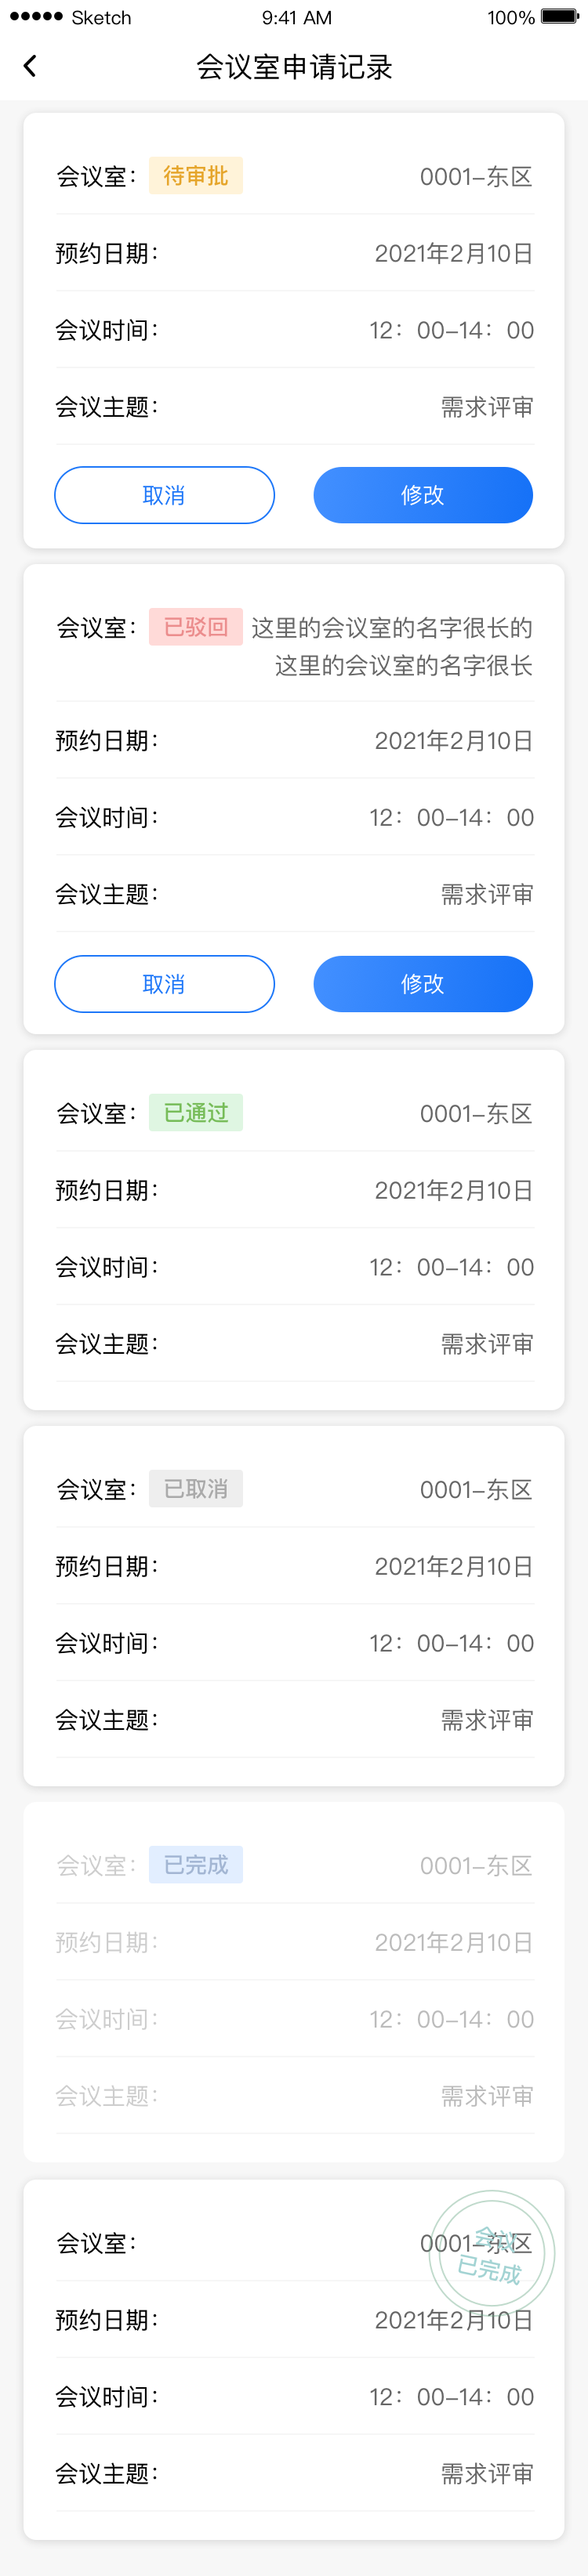 Sketch 9:41 AM 100%
会议室申请记录
会议室： 待审批 0001-东区
预约日期： 2021年2月10日
会议时间： 12：00-14：00
会议主题： 需求评审
取消 修改
会议室： 已驳回 这里的会议室的名字很长的
这里的会议室的名字很长
预约日期： 2021年2月10日
会议时间： 12：00-14：00
会议主题： 需求评审
取消 修改
会议室： 已通过 0001-东区
预约日期： 2021年2月10日
会议时间： 12：00-14：00
会议主题： 需求评审
会议室： 已取消 0001-东区
预约日期： 2021年2月10日
会议时间： 12：00-14：00
会议主题： 需求评审
会议室： 已完成 0001-东区
预约日期： 2021年2月10日
会议时间： 12：00-14：00
会议主题： 需求评审
会议室： 0001-东区
会议
已完成
预约日期： 2021年2月10日
会议时间： 12：00-14：00
会议主题： 需求评审